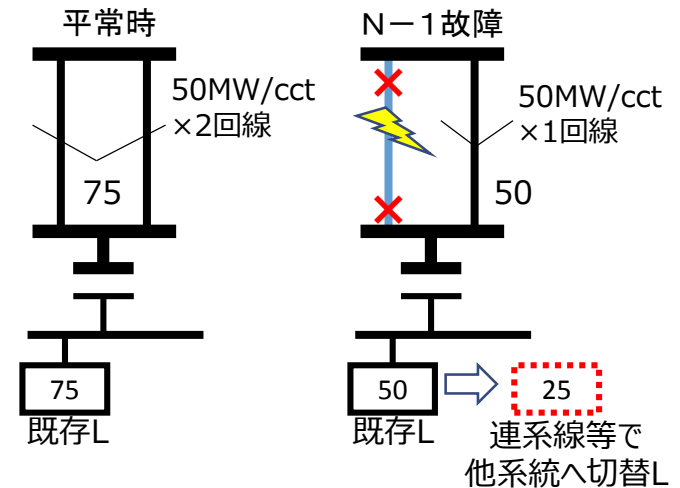 平常時
50MW/cct
×2回線
75
75
既存L
N－1故障
50MW/cct
×1回線
50
50
25
既存L
連系線等で
他系統へ切替L